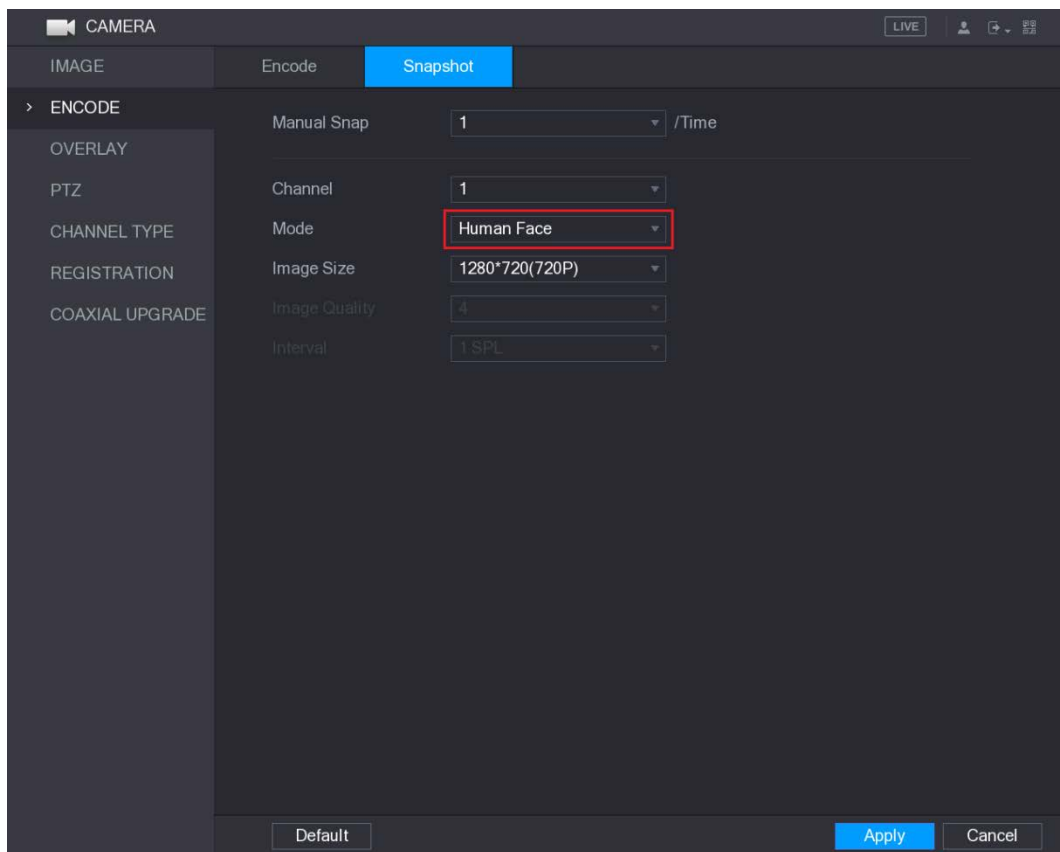 CAMERA
LIVE
IMAGE
Encode
Snapshot
ENCODE
Manual Snap
1
/Time
OVERLAY
PTZ
Channel
1
CHANNEL TYPE
Mode
Human Face
REGISTRATION
Image Size
1280*720(720P)
COAXIAL UPGRADE
Image Quality
4
Interval
1 SPL
Default
Apply
Cancel